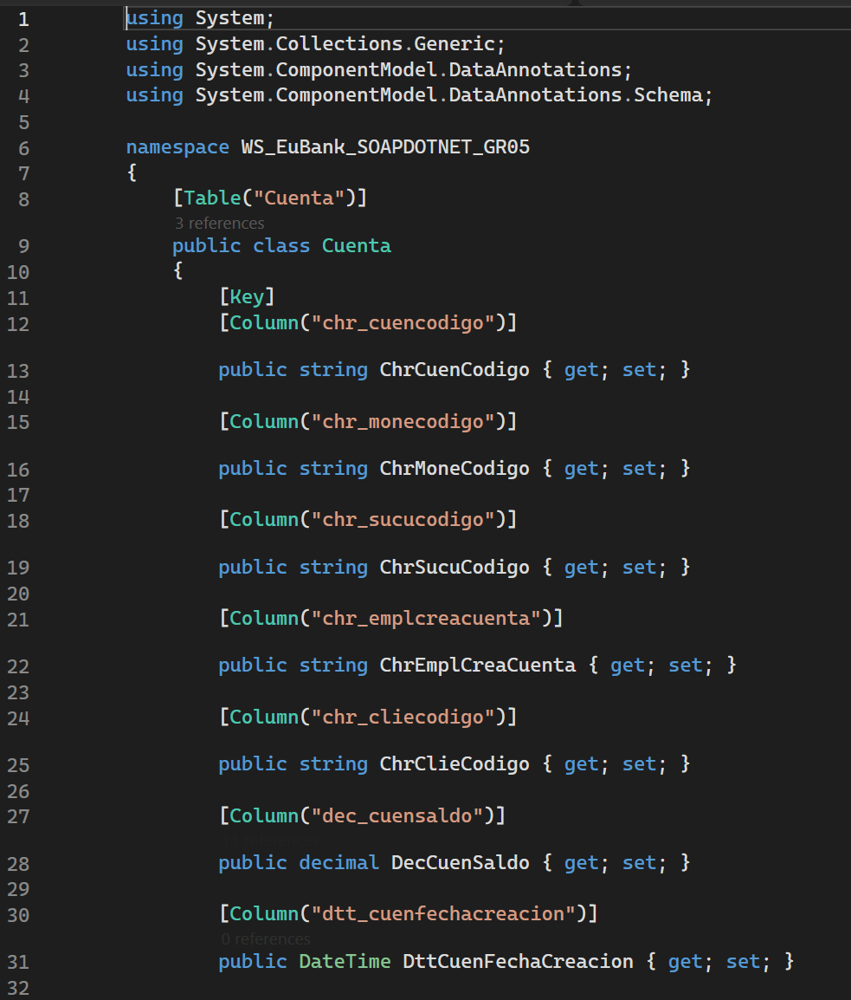 1 using System;
2 using System.Collections.Generic;
3 using System.ComponentModel.DataAnnotations;
4 using System.ComponentModel.DataAnnotations.Schema;
5
6 namespace WS_EuBank_SOAPDOTNET_GR05
7 {
8 [Table("Cuenta")]
3 references
9 public class Cuenta
10 {
11 [Key]
12 [Column("chr_cuencodigo")]
13 public string ChrCuenCodigo { get; set; }
14
15 [Column("chr_monecodigo")]
16 public string ChrMoneCodigo { get; set; }
17
18 [Column("chr_sucucodigo")]
19 public string ChrSucuCodigo { get; set; }
20
21 [Column("chr_emplcreacuenta")]
22 public string ChrEmplCreaCuenta { get; set; }
23
24 [Column("chr_cliecodigo")]
25 public string ChrClieCodigo { get; set; }
26
27 [Column("dec_cuensaldo")]
references
28 public decimal DecCuenSaldo { get; set; }
29
30 [Column("dtt_cuenfechacreacion")]
0 references
31 public DateTime DttCuenFechaCreacion { get; set; }
32